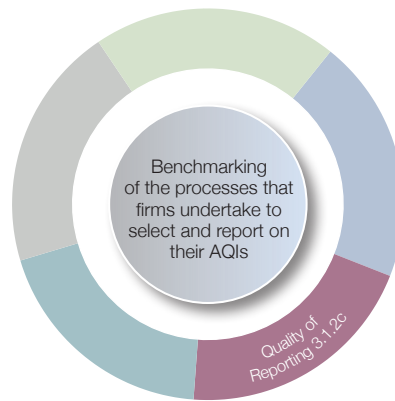 Benchmarking
of the processes that
firms undertake to
select and report on
their AQIs
Quality of
Reporting 3.1.2c